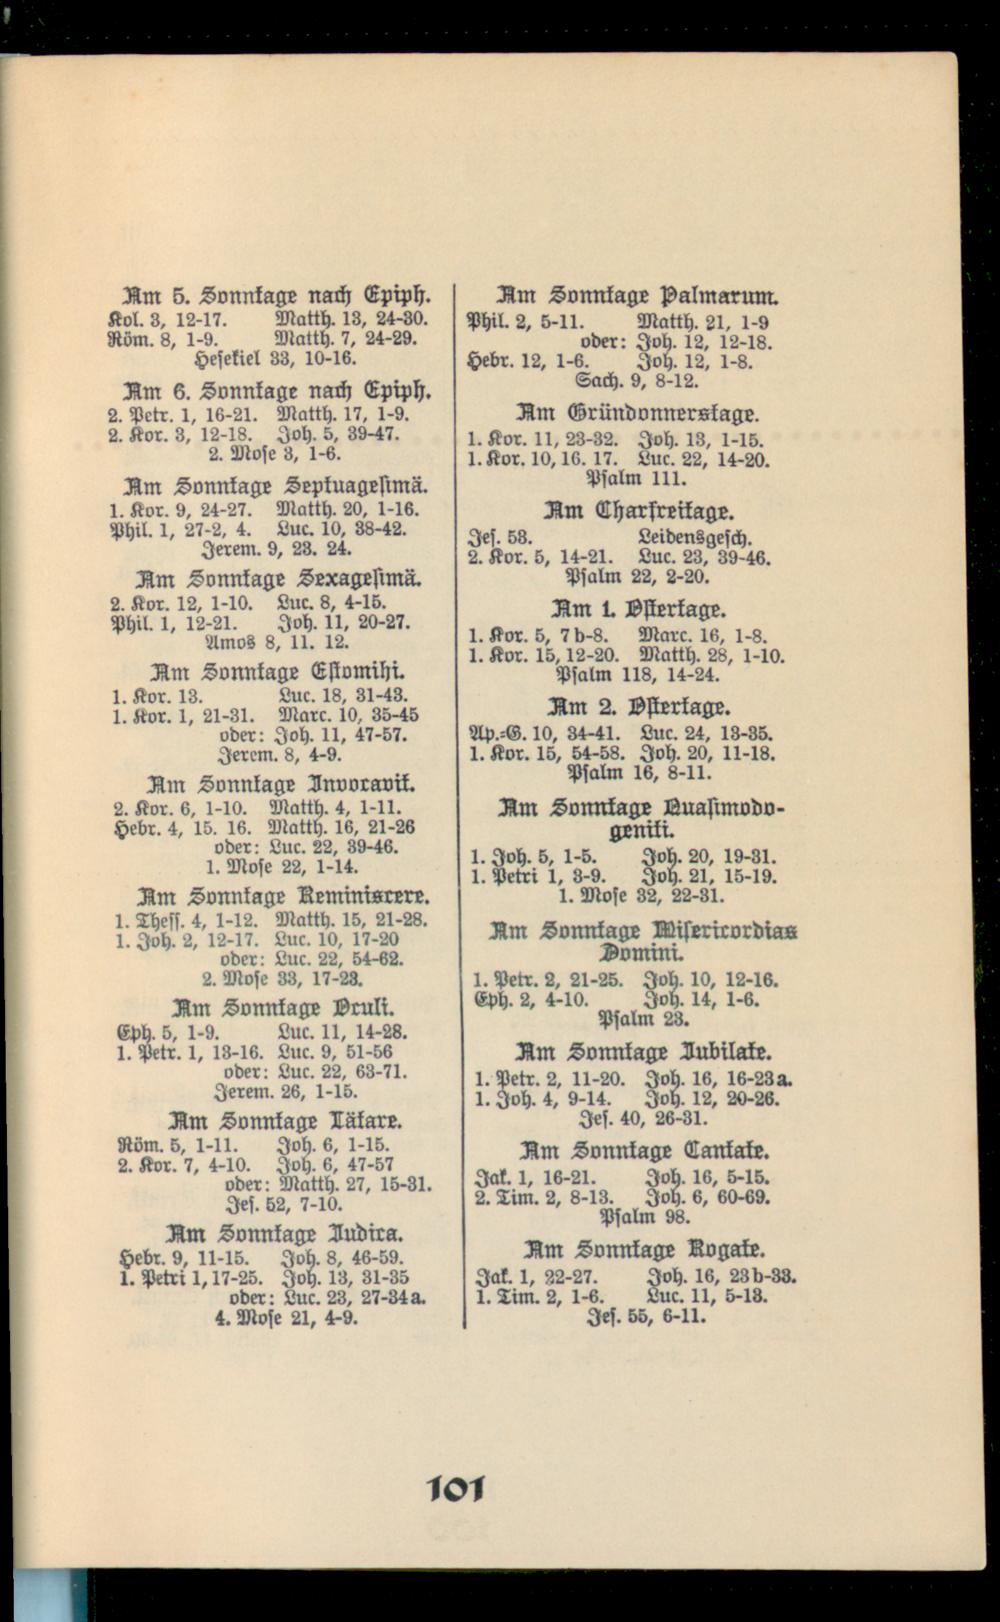 Am 5. Sonntage nach Epiph.
Kol. 3, 12-17. Matth. 13, 24-30.
Röm. 8, 1-9. Matth. 7, 24-29.
Hesekiel 33, 10-16.
Am 6. Sonntage nach Epiph.
2. Petr. 1, 16-21. Matth. 17, 1-9.
2. Kor. 3, 12-18. Joh. 5, 39-47.
2. Mose 3, 1-6.
Am Sonntage Septuagesimä.
1. Kor. 9, 24-27. Matth. 20, 1-16.
Phil. 1, 27-2, 4. Luc. 10, 38-42.
Jerem. 9, 23. 24.
Am Sonntage Sexagesimä.
2. Kor. 12, 1-10. Luc. 8, 4-15.
Phil. 1, 12-21. Joh. 11, 20-27.
Amos 8, 11. 12.
Am Sonntage Estomihi.
1. Kor. 13. Luc. 18, 31-43.
1. Kor. 1, 21-31. Marc. 10, 35-45
oder: Joh. 11, 47-57.
Jerem. 8, 4-9.
Am Sonntage Invocavit.
2. Kor. 6, 1-10. Matth. 4, 1-11.
Hebr. 4, 15. 16. Matth. 16, 21-26
oder: Luc. 22, 39-46.
1. Mose 22, 1-14.
Am Sonntage Reminiscere.
1. Thess. 4, 1-12. Matth. 15, 21-28.
1. Joh. 2, 12-17. Luc. 10, 17-20
oder: Luc. 22, 54-62.
2. Mose 33, 17-23.
Am Sonntage Oculi.
Eph. 5, 1-9. Luc. 11, 14-28.
1. Petr. 1, 13-16. Luc. 9, 51-56
oder: Luc. 22, 63-71.
Jerem. 26, 1-15.
Am Sonntage Lätare.
Röm. 5, 1-11. Joh. 6, 1-15.
2. Kor. 7, 4-10. Joh. 6, 47-57
oder: Matth. 27, 15-31.
Jes. 52, 7-10.
Am Sonntage Judica.
Hebr. 9, 11-15. Joh. 8, 46-59.
1. Petri 1, 17-25. Joh. 13, 31-35
oder: Luc. 23, 27-34a.
4. Mose 21, 4-9.
Am Sonntage Palmarum.
Phil. 2, 5-11. Matth. 21, 1-9
oder: Joh. 12, 12-18.
Hebr. 12, 1-6. Joh. 12, 1-8.
Sach. 9, 8-12.
Am Gründonnerstage.
1. Kor. 11, 23-32. Joh. 13, 1-15.
1. Kor. 10, 16. 17. Luc. 22, 14-20.
Psalm 111.
Am Charfreitage.
Jes. 53. Leidensgesch.
2. Kor. 5, 14-21. Luc. 23, 39-46.
Psalm 22, 2-20.
Am 1. Ostertage.
1. Kor. 5, 7b-8. Marc. 16, 1-8.
1. Kor. 15, 12-20. Matth. 28, 1-10.
Psalm 118, 14-24.
Am 2. Ostertage.
Ap.=G. 10, 34-41. Luc. 24, 13-35.
1. Kor. 15, 54-58. Joh. 20, 11-18.
Psalm 16, 8-11.
Am Sonntage Quasimodo-
geniti.
1. Joh. 5, 1-5. Joh. 20, 19-31.
1. Petri 1, 3-9. Joh. 21, 15-19.
1. Mose 32, 22-31.
Am Sonntage Misericordias
Domini.
1. Petr. 2, 21-25. Joh. 10, 12-16.
Eph. 2, 4-10. Joh. 14, 1-6.
Psalm 23.
Am Sonntage Jubilate.
1. Petr. 2, 11-20. Joh. 16, 16-23a.
1. Joh. 4, 9-14. Joh. 12, 20-26.
Jes. 40, 26-31.
Am Sonntage Cantate.
Jak. 1, 16-21. Joh. 16, 5-15.
2. Tim. 2, 8-13. Joh. 6, 60-69.
Psalm 98.
Am Sonntage Rogate.
Jak. 1, 22-27. Joh. 16, 23b-33.
1. Tim. 2, 1-6. Luc. 11, 5-13.
Jes. 55, 6-11.
101